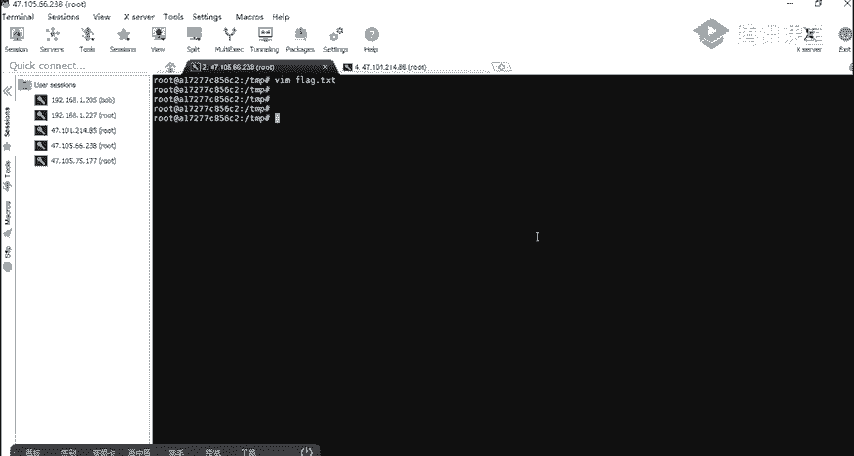 47.105.66.238 (root)
Terminal Sessions View X server Tools Settings Macros Help
Session Servers Tools Sessions View Split MultiExec Tunneling Packages Settings Help
X server Exit
Quick connect...
2. 47.105.66.238 (root)
4. 47.101.214.85 (root)
User sessions
192.168.1.205 (bob)
192.168.1.227 (root)
47.101.214.85 (root)
47.105.66.238 (root)
47.105.75.177 (root)
Sessions
Tools
Macros
Sftp
root@a17277c856c2:/tmp# vim flag.txt
root@a17277c856c2:/tmp#
root@a17277c856c2:/tmp#
root@a17277c856c2:/tmp#
root@a17277c856c2:/tmp#
腾讯课堂